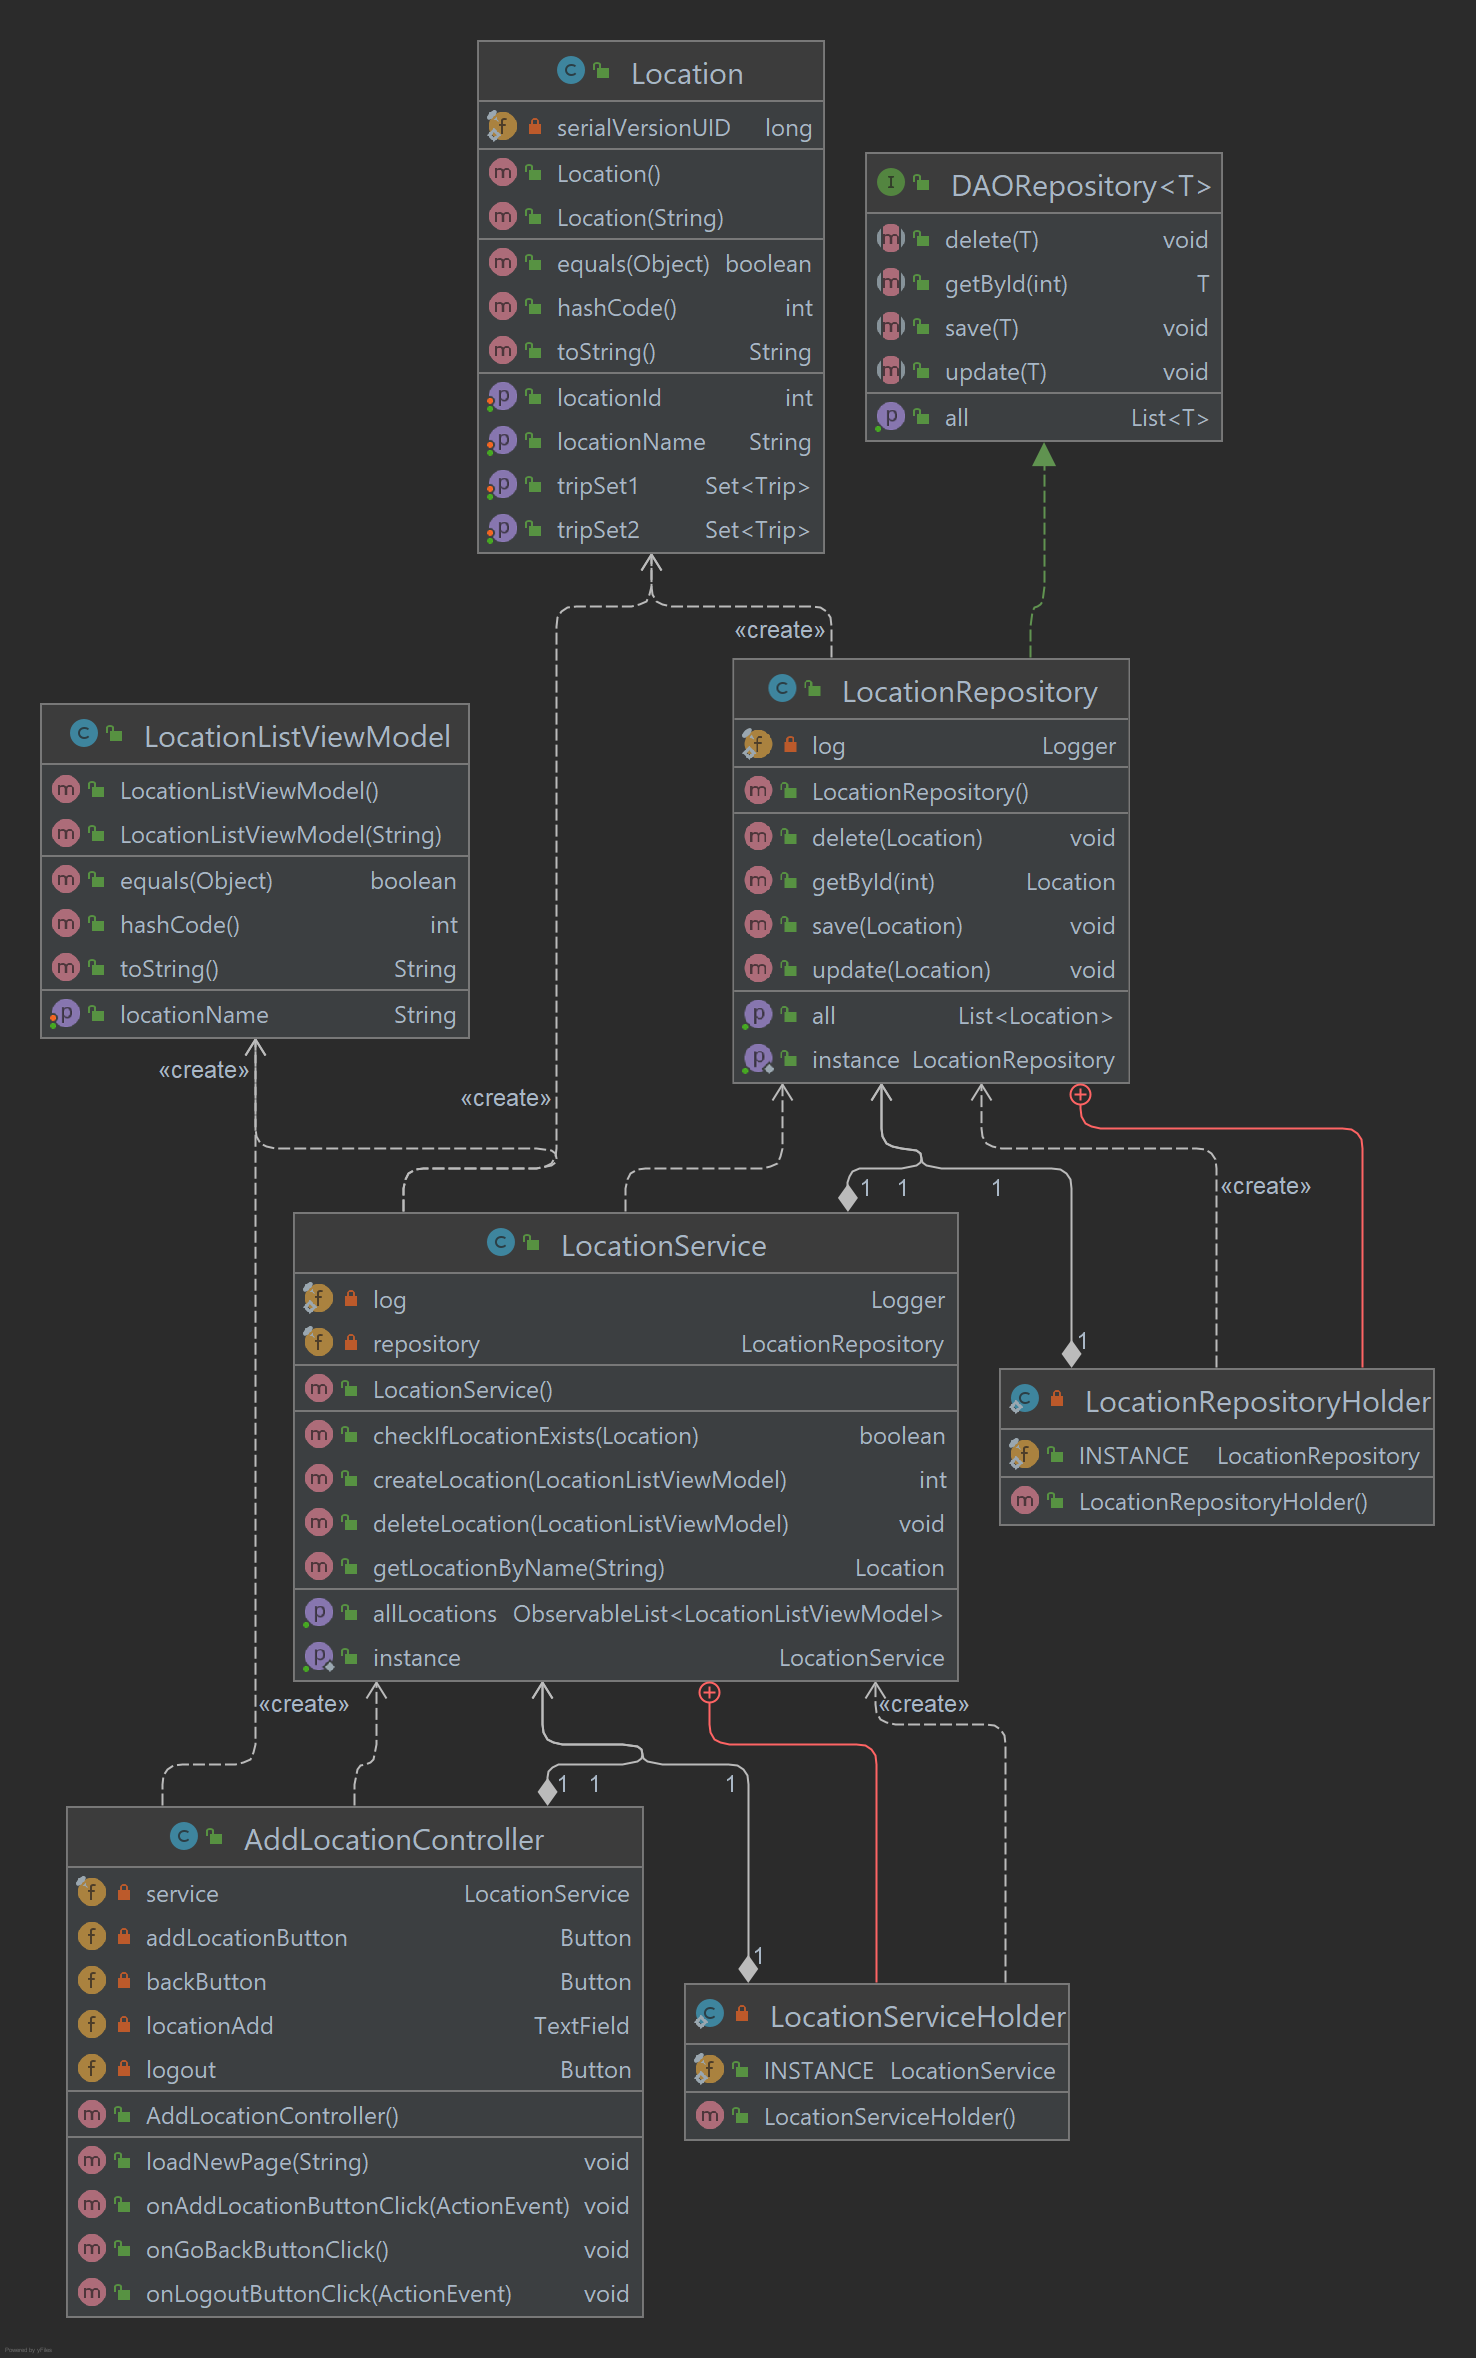 Location
serialVersionUID long
Location()
Location(String)
equals(Object) boolean
hashCode() int
toString() String
locationId int
locationName String
tripSet1 Set<Trip>
tripSet2 Set<Trip>
DAORepository<T>
delete(T) void
getById(int) T
save(T) void
update(T) void
all List<T>
«create»
LocationRepository
log Logger
LocationRepository()
delete(Location) void
getById(int) Location
save(Location) void
update(Location) void
all List<Location>
instance LocationRepository
LocationListViewModel
LocationListViewModel()
LocationListViewModel(String)
equals(Object) boolean
hashCode() int
toString() String
locationName String
«create»
«create»
1 1 1
«create»
LocationService
log Logger
repository LocationRepository
LocationService()
checkIfLocationExists(Location) boolean
createLocation(LocationListViewModel) int
deleteLocation(LocationListViewModel) void
getLocationByName(String) Location
allLocations ObservableList<LocationListViewModel>
instance LocationService
1
LocationRepositoryHolder
INSTANCE LocationRepository
LocationRepositoryHolder()
«create»
«create»
1 1 1
AddLocationController
service LocationService
addLocationButton Button
backButton Button
locationAdd TextField
logout Button
AddLocationController()
loadNewPage(String) void
onAddLocationButtonClick(ActionEvent) void
onGoBackButtonClick() void
onLogoutButtonClick(ActionEvent) void
1
LocationServiceHolder
INSTANCE LocationService
LocationServiceHolder()
Powered by yFiles